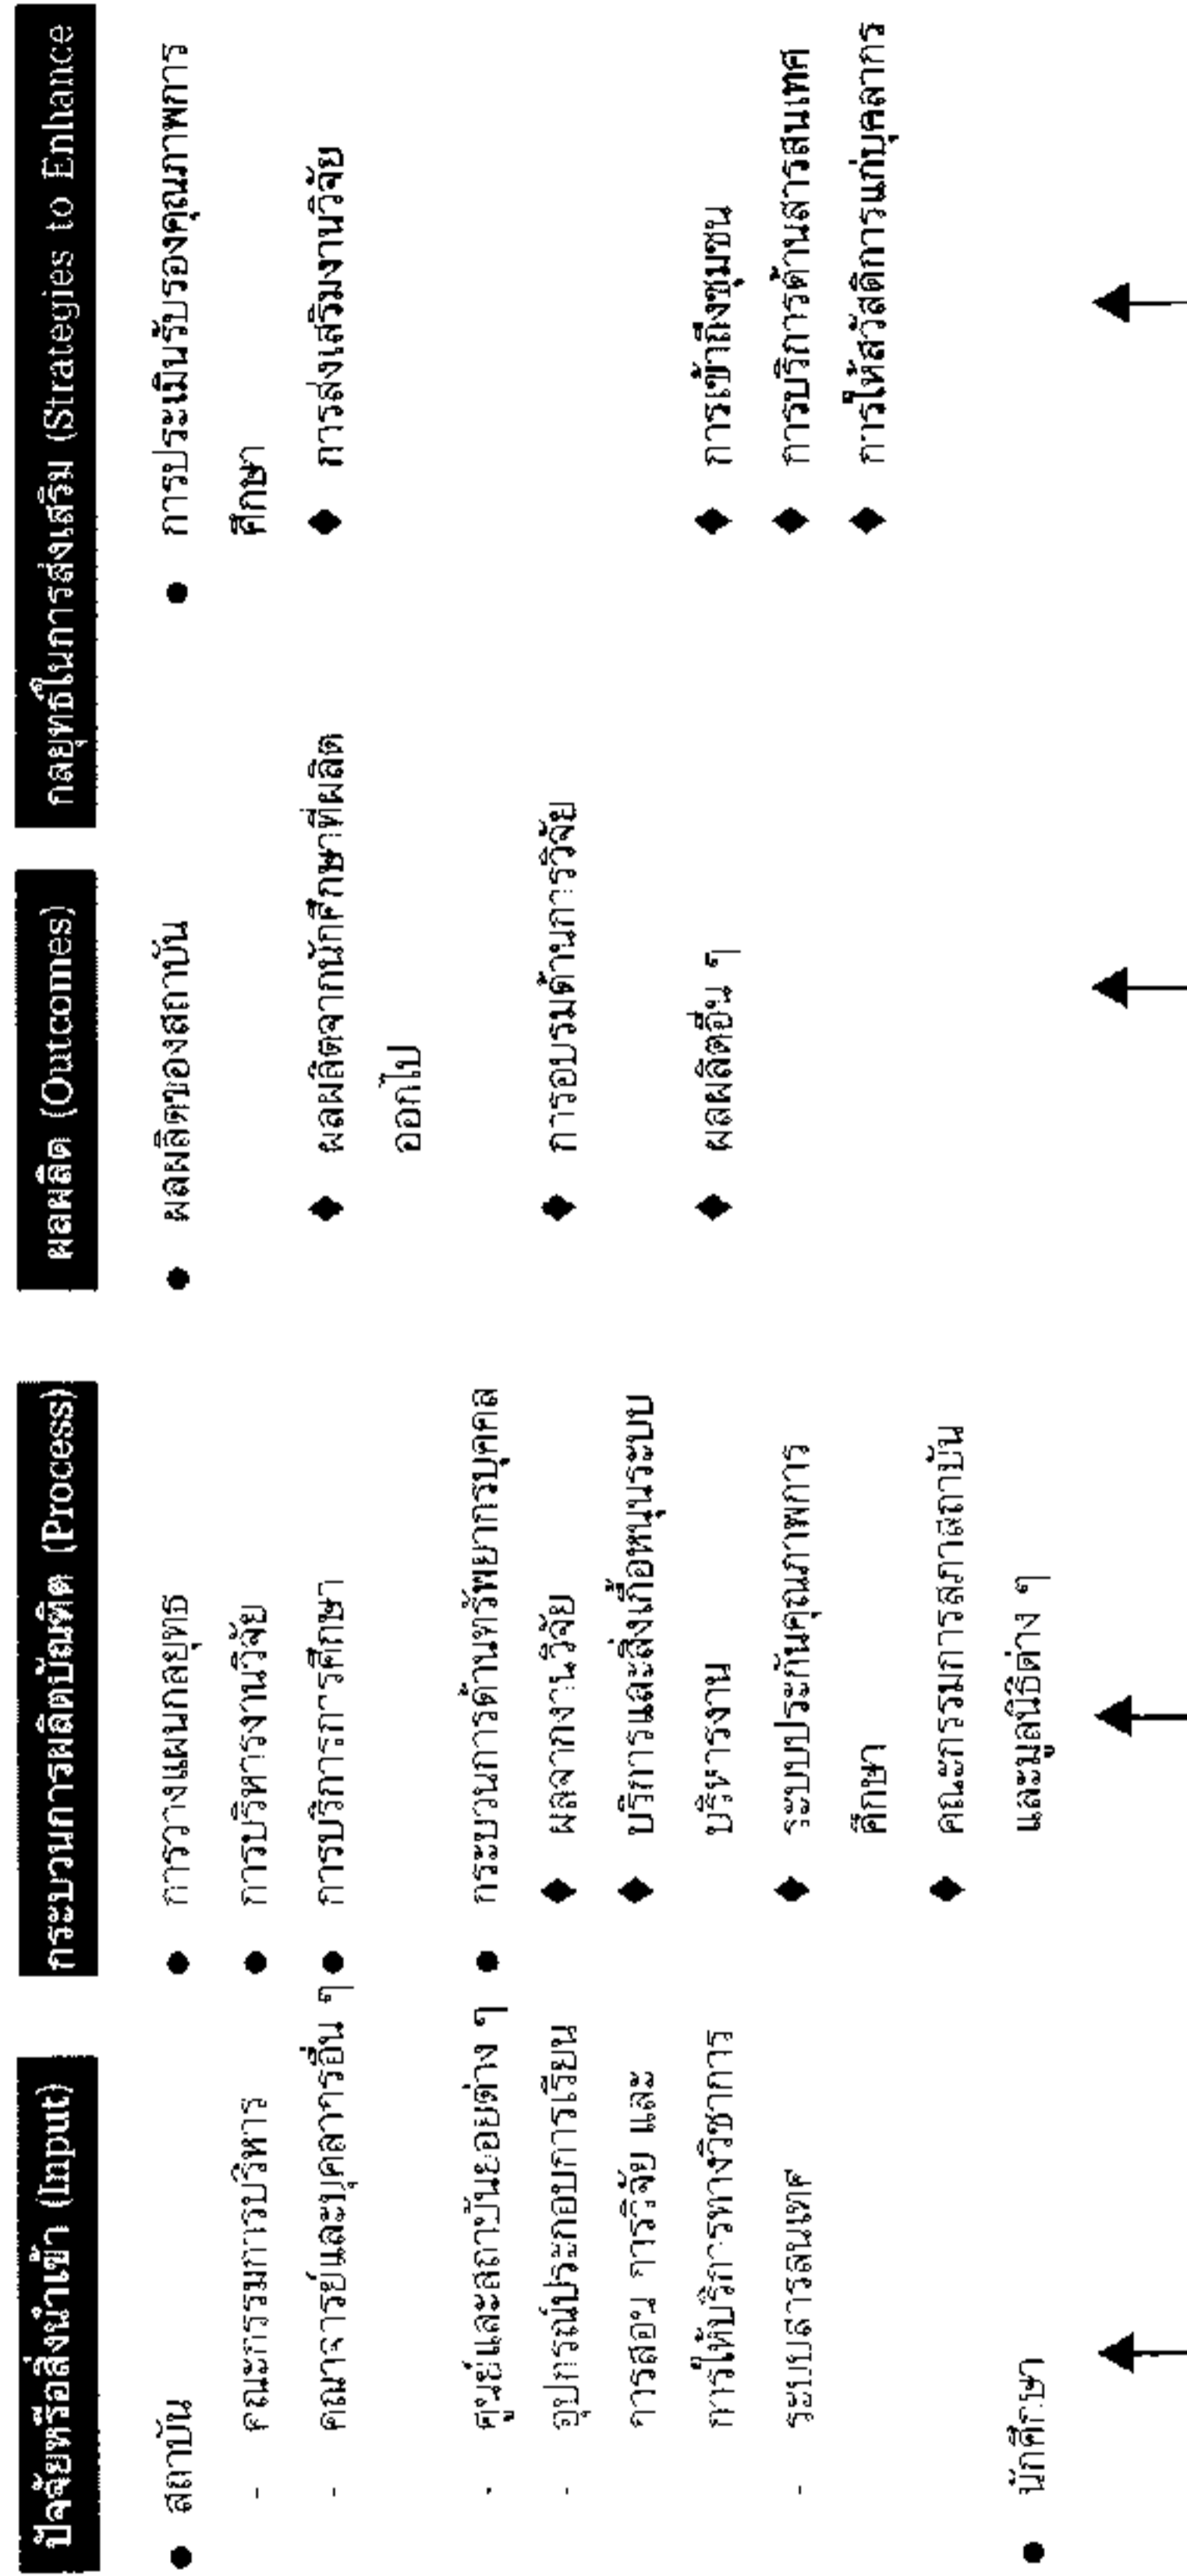 ปัจจัยหรือสิ่งนำเข้า (Input)
● สถาบัน
- คณะกรรมการบริหาร
- คณาจารย์และบุคลากรอื่น ๆ
- ศูนย์และสถาบันย่อยต่าง ๆ
- อุปกรณ์ประกอบการเรียน
การสอน การวิจัย และ
การให้บริการทางวิชาการ
- ระบบสารสนเทศ
● นักศึกษา
กระบวนการผลิตบัณฑิต (Process)
● การวางแผนกลยุทธ
● การบริหารงานวิจัย
● การบริการการศึกษา
● กระบวนการด้านทรัพยากรบุคคล
◆ ผลจากงานวิจัย
◆ บริการและสิ่งเกื้อหนุนระบบ
บริหารงาน
◆ ระบบประกันคุณภาพการ
ศึกษา
◆ คณะกรรมการสภาสถาบัน
และมูลนิธิต่าง ๆ
ผลผลิต (Outcomes)
● ผลผลิตของสถาบัน
◆ ผลผลิตจากนักศึกษาที่ผลิต
ออกไป
◆ การอบรมด้านการวิจัย
◆ ผลผลิตอื่น ๆ
กลยุทธ์ในการส่งเสริม (Strategies to Enhance
● การประเมินรับรองคุณภาพการ
ศึกษา
◆ การส่งเสริมงานวิจัย
◆ การเข้าถึงชุมชน
◆ การบริการด้านสารสนเทศ
◆ การให้สวัสดิการแก่บุคลากร